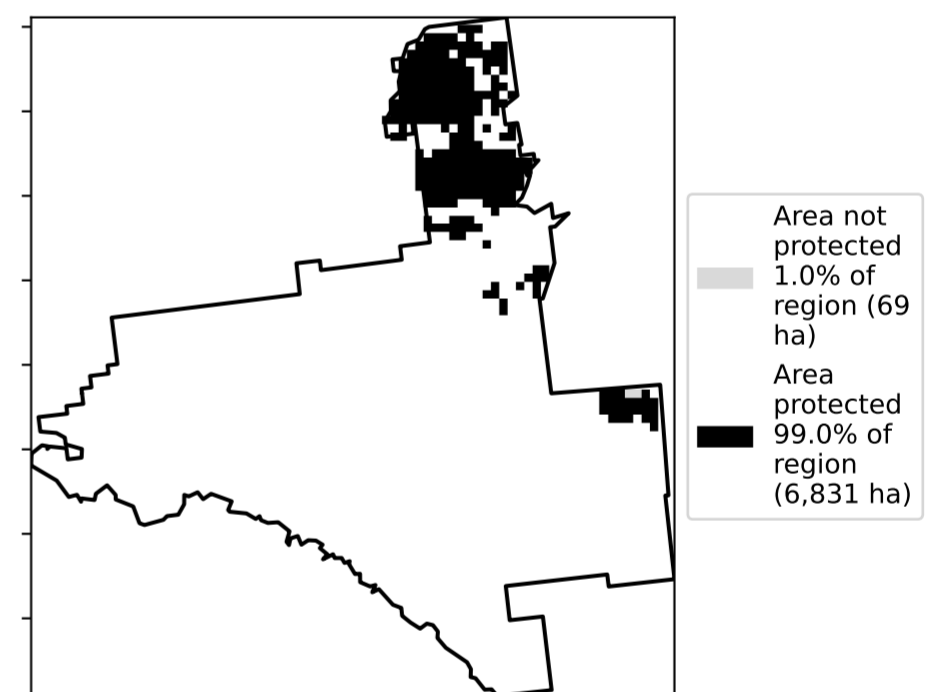 Area not
protected
1.0% of
region (69
ha)
Area
protected
99.0% of
region
(6,831 ha)